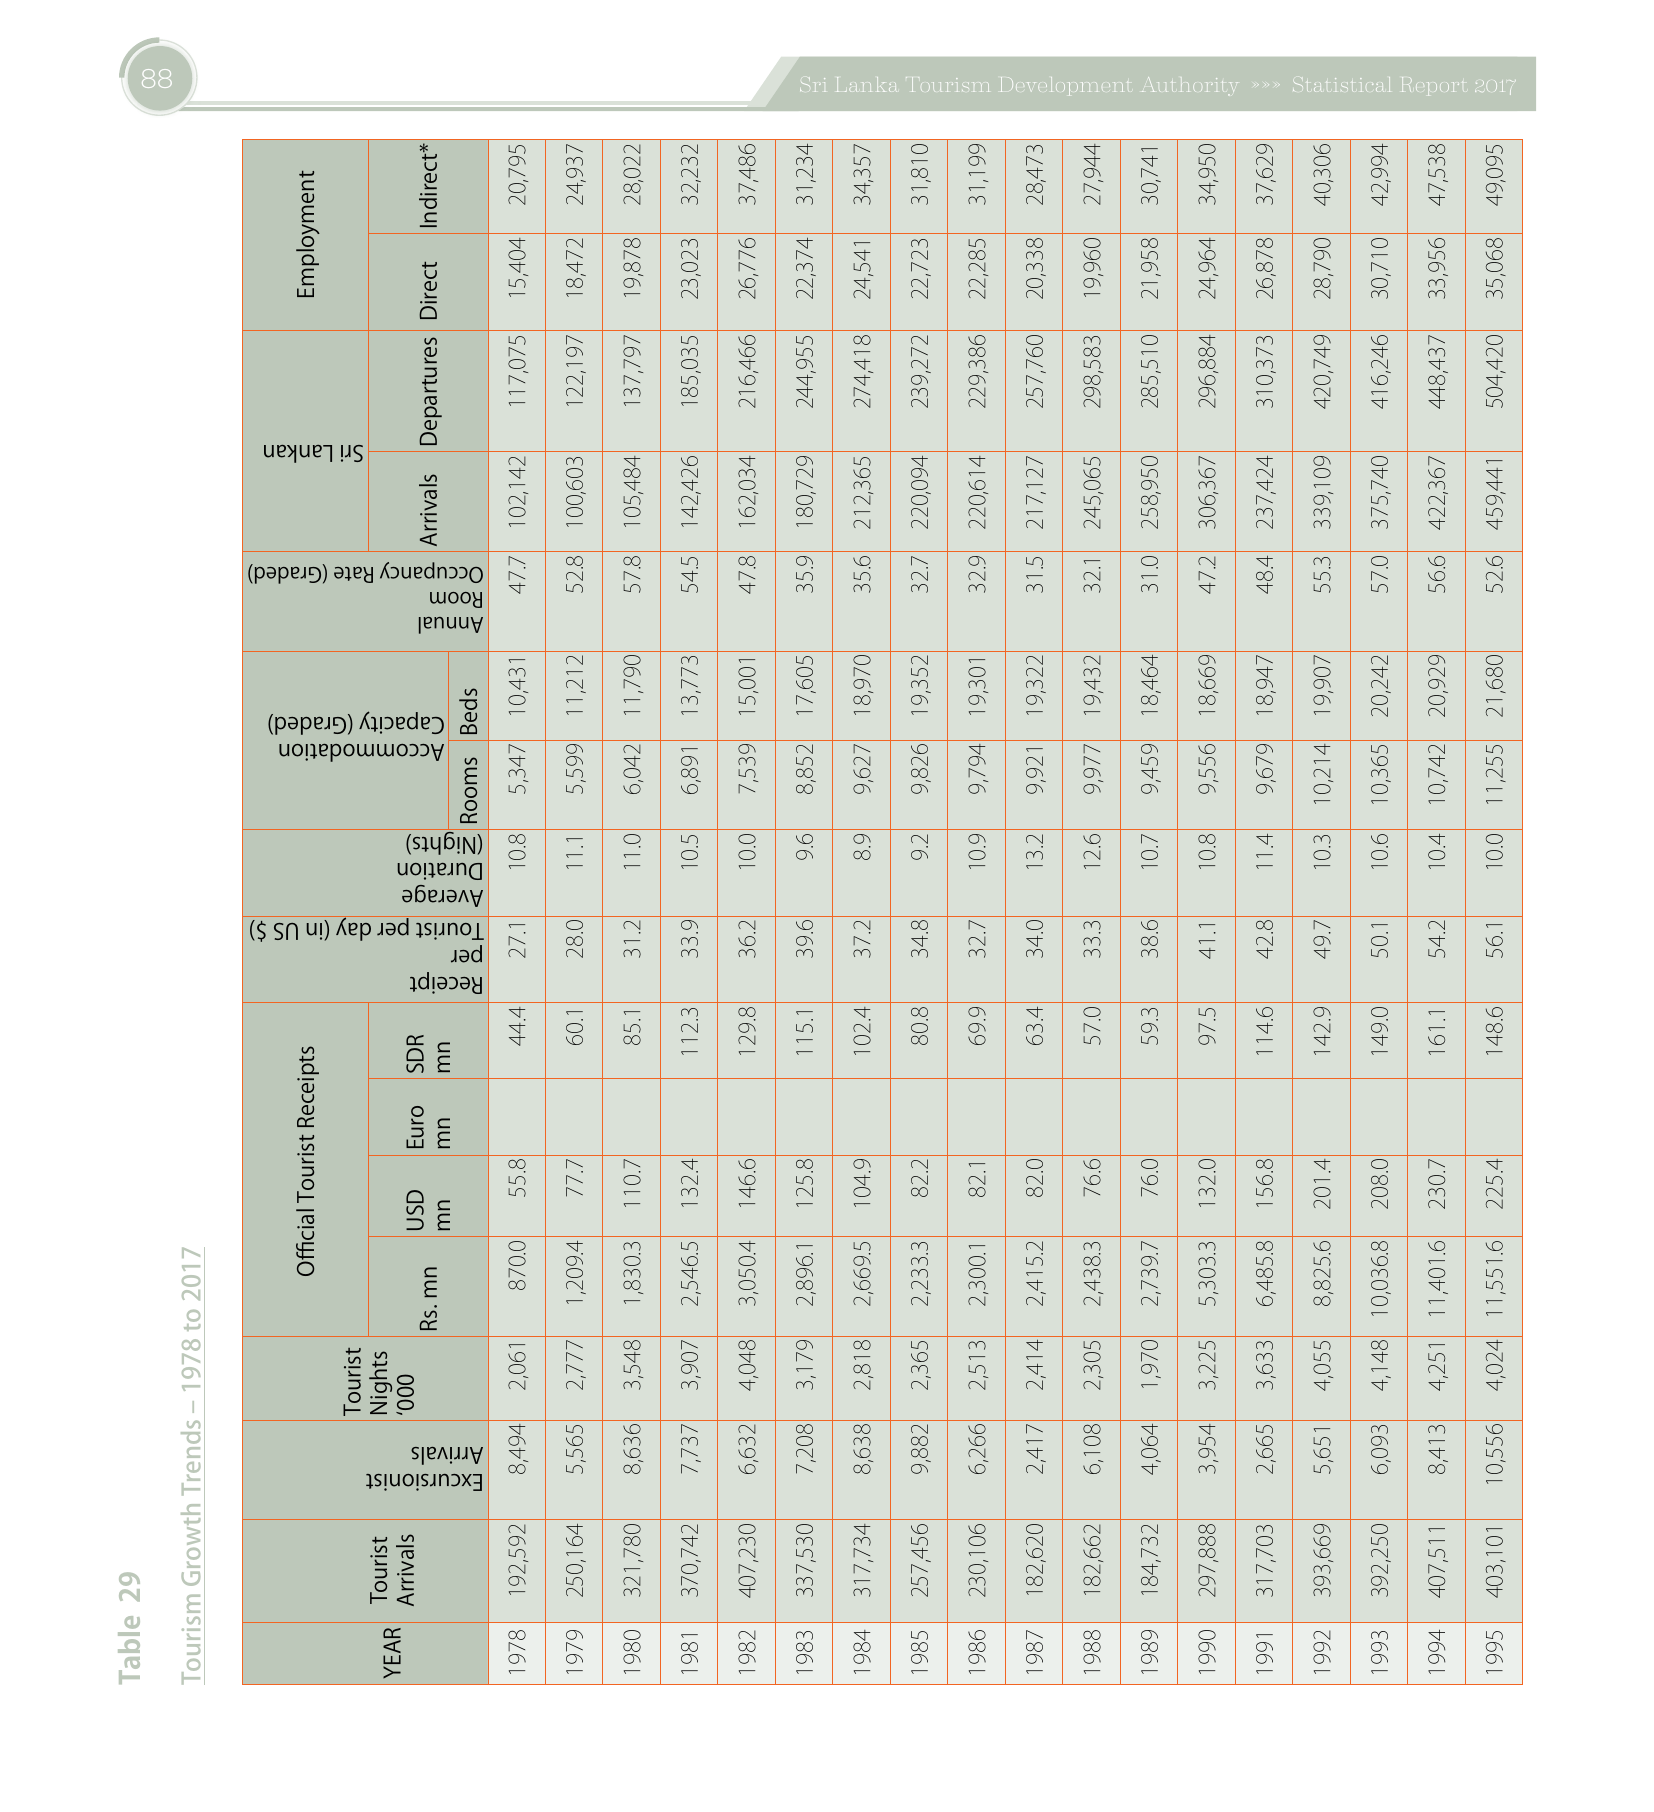 88
Sri Lanka Tourism Development Authority »»» Statistical Report 2017
Table 29
Tourism Growth Trends – 1978 to 2017
YEAR
Tourist
Arrivals
Excursionist
Arrivals
Tourist
Nights
‘000
Official Tourist Receipts
Rs. mn
USD
mn
Euro
mn
SDR
mn
Receipt
per
Tourist per day (in US $)
Average
Duration
(Nights)
Accommodation
Capacity (Graded)
Rooms
Beds
Annual
Room
Occupancy Rate (Graded)
Sri Lankan
Arrivals
Departures
Employment
Direct
Indirect*
1978 192,592 8,494 2,061 870.0 55.8 44.4 27.1 10.8 5,347 10,431 47.7 102,142 117,075 15,404 20,795
1979 250,164 5,565 2,777 1,209.4 77.7 60.1 28.0 11.1 5,599 11,212 52.8 100,603 122,197 18,472 24,937
1980 321,780 8,636 3,548 1,830.3 110.7 85.1 31.2 11.0 6,042 11,790 57.8 105,484 137,797 19,878 28,022
1981 370,742 7,737 3,907 2,546.5 132.4 112.3 33.9 10.5 6,891 13,773 54.5 142,426 185,035 23,023 32,232
1982 407,230 6,632 4,048 3,050.4 146.6 129.8 36.2 10.0 7,539 15,001 47.8 162,034 216,466 26,776 37,486
1983 337,530 7,208 3,179 2,896.1 125.8 115.1 39.6 9.6 8,852 17,605 35.9 180,729 244,955 22,374 31,234
1984 317,734 8,638 2,818 2,669.5 104.9 102.4 37.2 8.9 9,627 18,970 35.6 212,365 274,418 24,541 34,357
1985 257,456 9,882 2,365 2,233.3 82.2 80.8 34.8 9.2 9,826 19,352 32.7 220,094 239,272 22,723 31,810
1986 230,106 6,266 2,513 2,300.1 82.1 69.9 32.7 10.9 9,794 19,301 32.9 220,614 229,386 22,285 31,199
1987 182,620 2,417 2,414 2,415.2 82.0 63.4 34.0 13.2 9,921 19,322 31.5 217,127 257,760 20,338 28,473
1988 182,662 6,108 2,305 2,438.3 76.6 57.0 33.3 12.6 9,977 19,432 32.1 245,065 298,583 19,960 27,944
1989 184,732 4,064 1,970 2,739.7 76.0 59.3 38.6 10.7 9,459 18,464 31.0 258,950 285,510 21,958 30,741
1990 297,888 3,954 3,225 5,303.3 132.0 97.5 41.1 10.8 9,556 18,669 47.2 306,367 296,884 24,964 34,950
1991 317,703 2,665 3,633 6,485.8 156.8 114.6 42.8 11.4 9,679 18,947 48.4 237,424 310,373 26,878 37,629
1992 393,669 5,651 4,055 8,825.6 201.4 142.9 49.7 10.3 10,214 19,907 55.3 339,109 420,749 28,790 40,306
1993 392,250 6,093 4,148 10,036.8 208.0 149.0 50.1 10.6 10,365 20,242 57.0 375,740 416,246 30,710 42,994
1994 407,511 8,413 4,251 11,401.6 230.7 161.1 54.2 10.4 10,742 20,929 56.6 422,367 448,437 33,956 47,538
1995 403,101 10,556 4,024 11,551.6 225.4 148.6 56.1 10.0 11,255 21,680 52.6 459,441 504,420 35,068 49,095